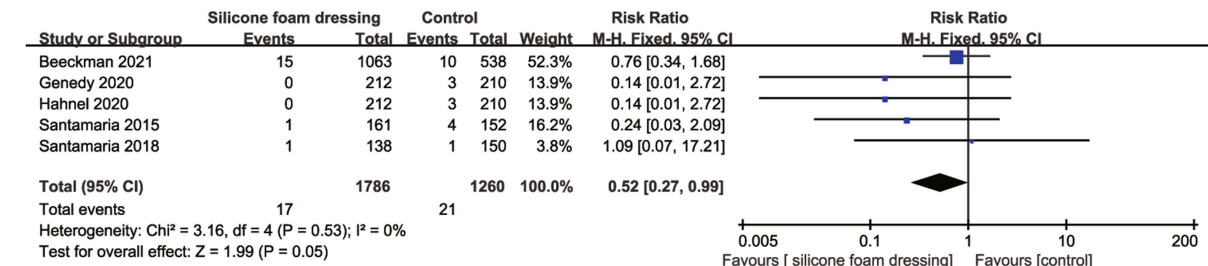 Silicone foam dressing Control Risk Ratio Risk Ratio
Study or Subgroup Events Total Events Total Weight M-H. Fixed. 95% CI M-H. Fixed. 95% CI
Beeckman 2021 15 1063 10 538 52.3% 0.76 [0.34, 1.68]
Genedy 2020 0 212 3 210 13.9% 0.14 [0.01, 2.72]
Hahnel 2020 0 212 3 210 13.9% 0.14 [0.01, 2.72]
Santamaria 2015 1 161 4 152 16.2% 0.24 [0.03, 2.09]
Santamaria 2018 1 138 1 150 3.8% 1.09 [0.07, 17.21]
Total (95% CI) 1786 1260 100.0% 0.52 [0.27, 0.99]
Total events 17 21
Heterogeneity: Chi² = 3.16, df = 4 (P = 0.53); I² = 0%
Test for overall effect: Z = 1.99 (P = 0.05)
0.005 0.1 1 10 200
Favours [ silicone foam dressing] Favours [control]